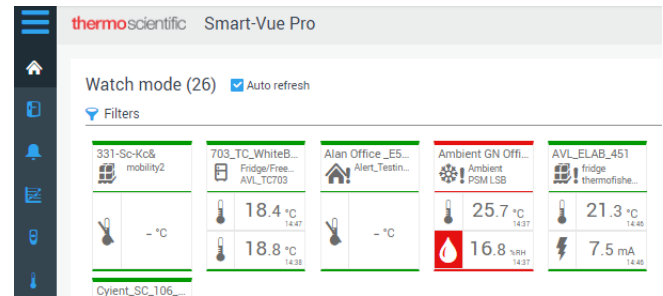 thermo scientific Smart-Vue Pro
Watch mode (26) Auto refresh
Filters
331-Sc-Kc&
mobility2
- °C
703_TC_WhiteB...
Fridge/Free...
AVL_TC703
18.4 °C
14:47
18.8 °C
14:38
Alan Office _E5...
Alert_Testin...
- °C
Ambient GN Offi...
Ambient
PSM LSB
25.7 °C
14:37
16.8 %RH
14:37
AVL_ELAB_451
fridge
thermofishe...
21.3 °C
14:46
7.5 mA
14:46
Cyient_SC_106_...